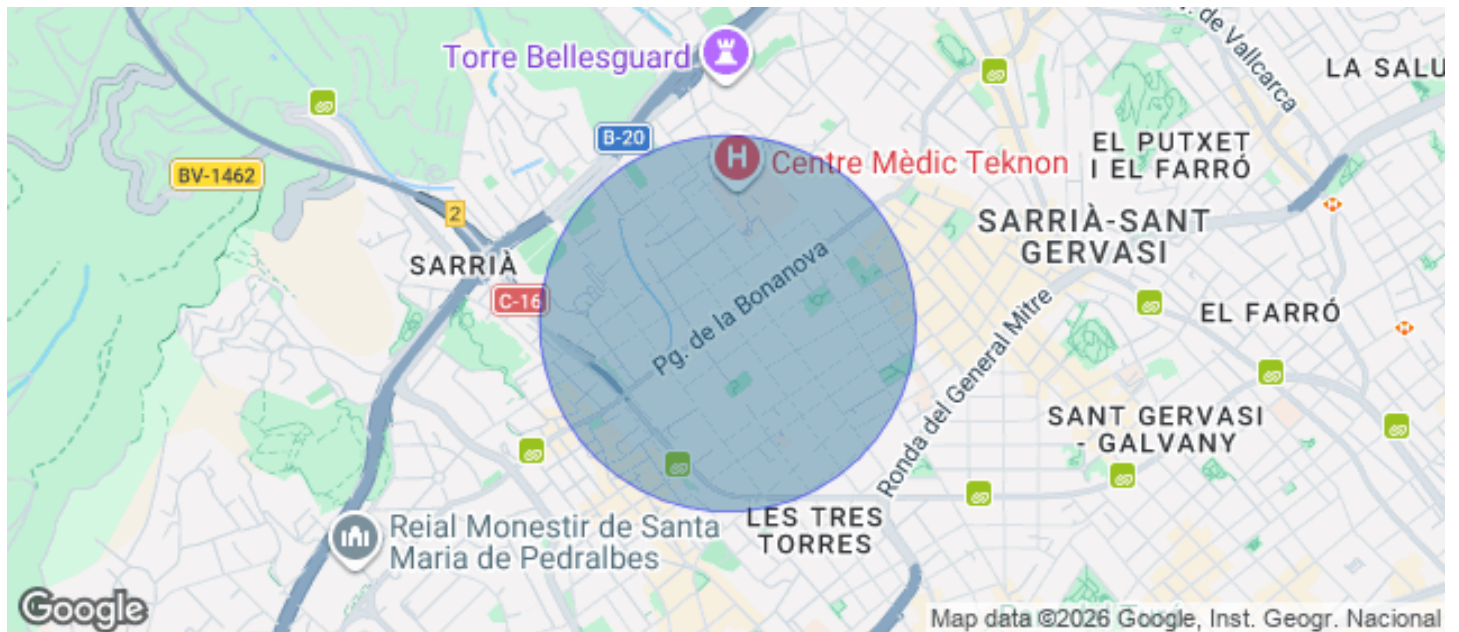 Torre Bellesguard
de Vallcarca
LA SALU
B-20
EL PUTXET
I EL FARRÓ
Centre Mèdic Teknon
BV-1462
2
SARRIÀ-SANT
GERVASI
SARRIÀ
C-16
Pg. de la Bonanova
EL FARRÓ
Ronda del General Mitre
SANT GERVASI
- GALVANY
LES TRES
TORRES
Reial Monestir de Santa
Maria de Pedralbes
Google
Map data ©2026 Google, Inst. Geogr. Nacional